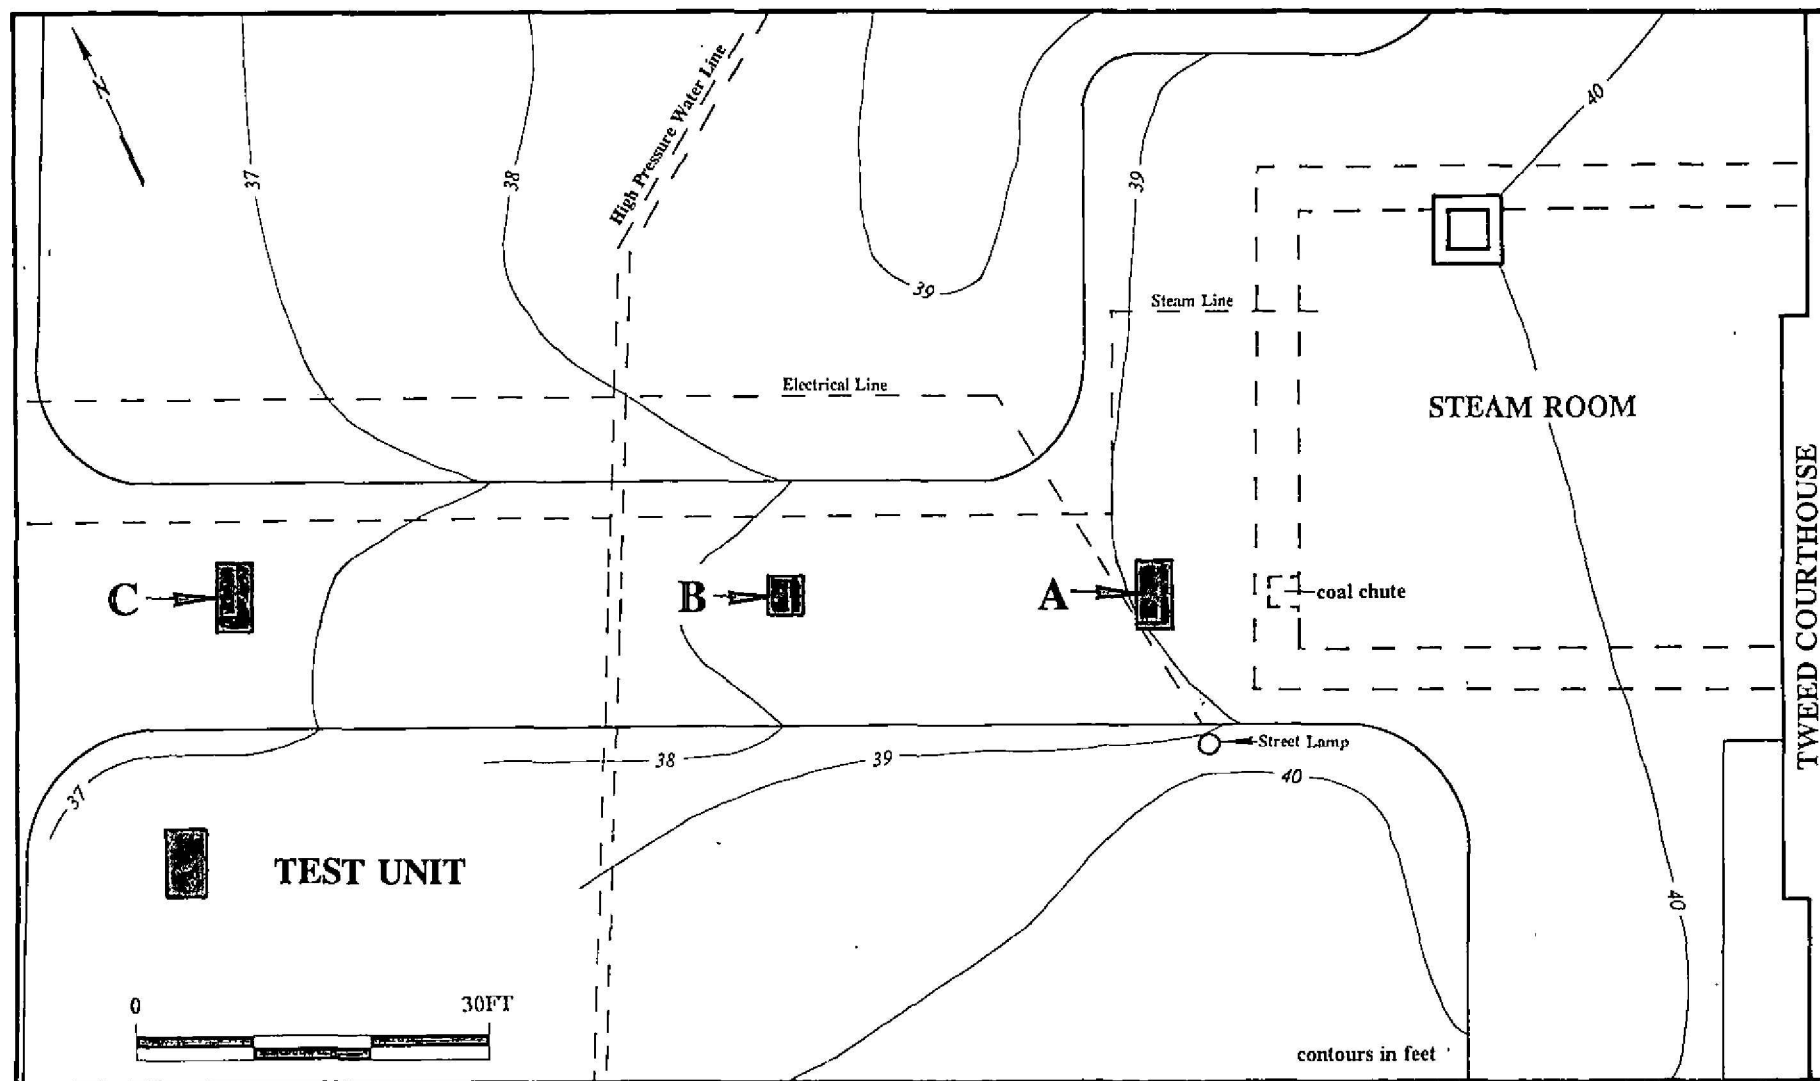 N
37
38
High Pressure Water Line
39
39
40
Steam Line
Electrical Line
STEAM ROOM
TWEED COURTHOUSE
C
B
A
coal chute
Street Lamp
37
38
39
40
40
TEST UNIT
0 30FT
contours in feet